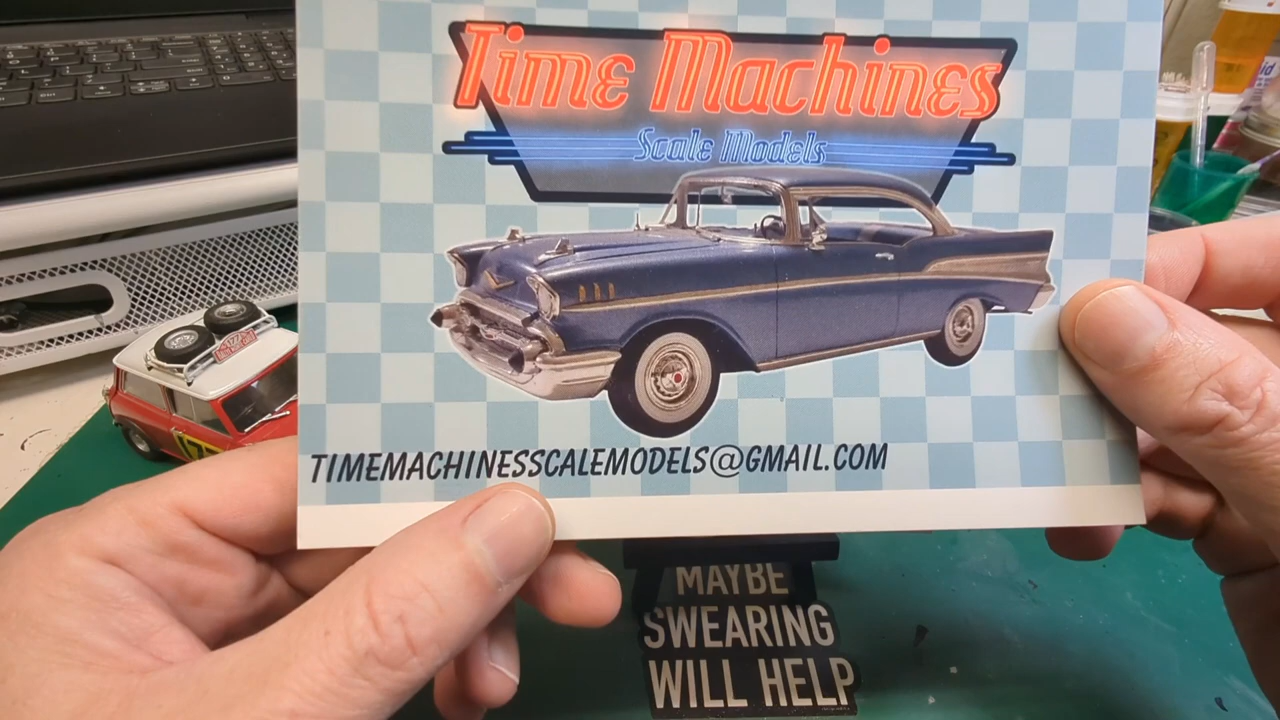 Time Machines
Scale Models
TIMEMACHINESSCALEMODELS@GMAIL.COM
MAYBE
SWEARING
WILL HELP